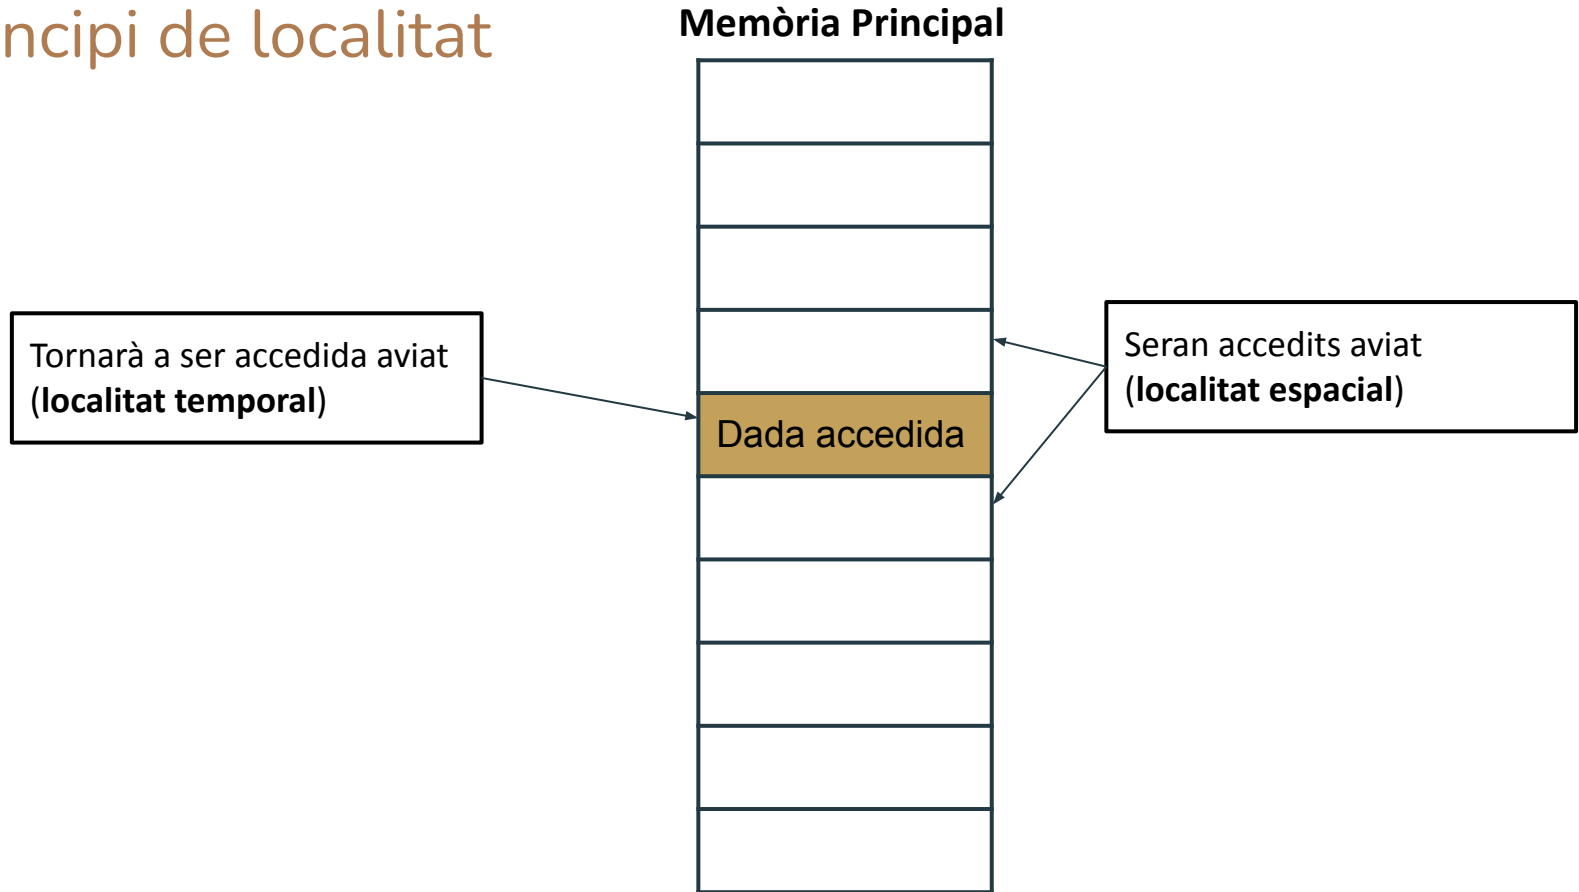 ncipi de localitat
Memòria Principal
Tornarà a ser accedida aviat
(localitat temporal)
Seran accedits aviat
(localitat espacial)
Dada accedida